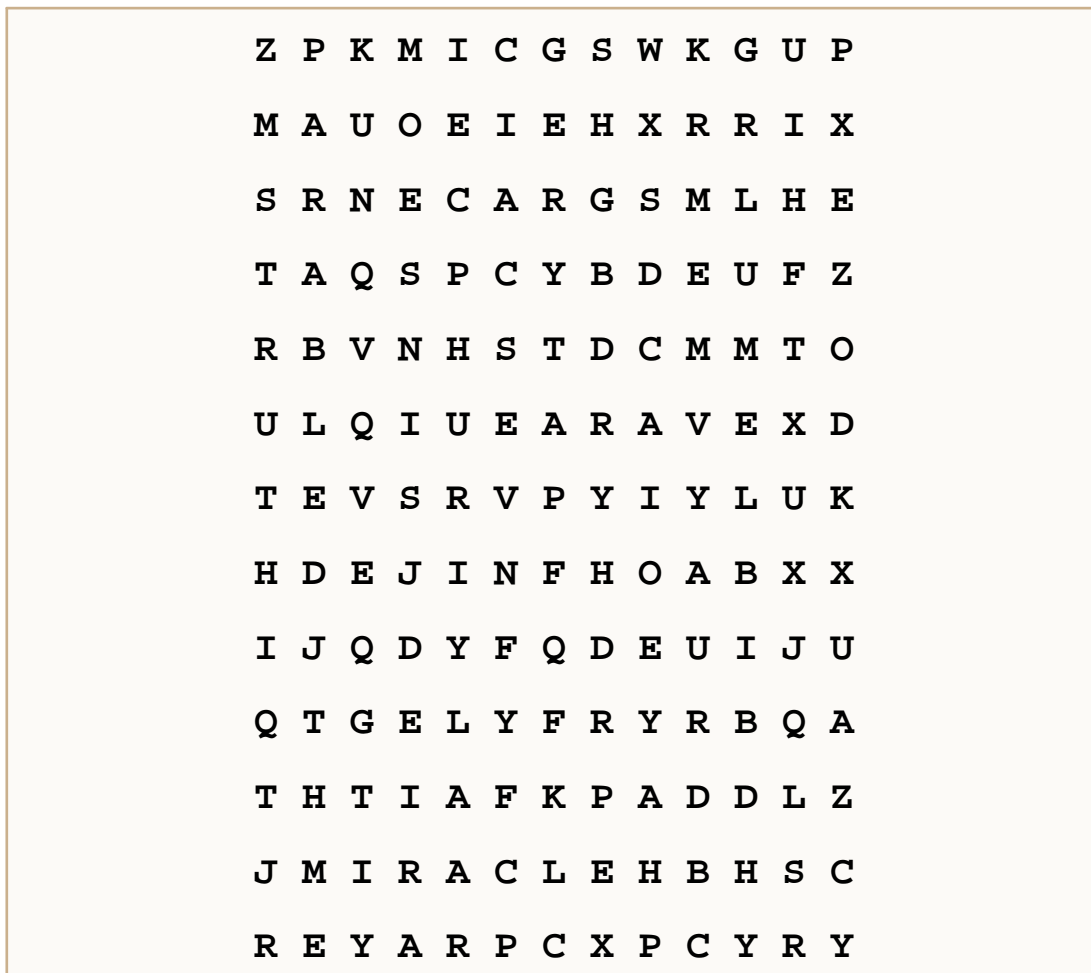 Z P K M I C G S W K G U P
M A U O E I E H X R R I X
S R N E C A R G S M L H E
T A Q S P C Y B D E U F Z
R B V N H S T D C M M T O
U L Q I U E A R A V E X D
T E V S R V P Y I Y L U K
H D E J I N F H O A B X X
I J Q D Y F Q D E U I J U
Q T G E L Y F R Y R B Q A
T H T I A F K P A D D L Z
J M I R A C L E H B H S C
R E Y A R P C X P C Y R Y